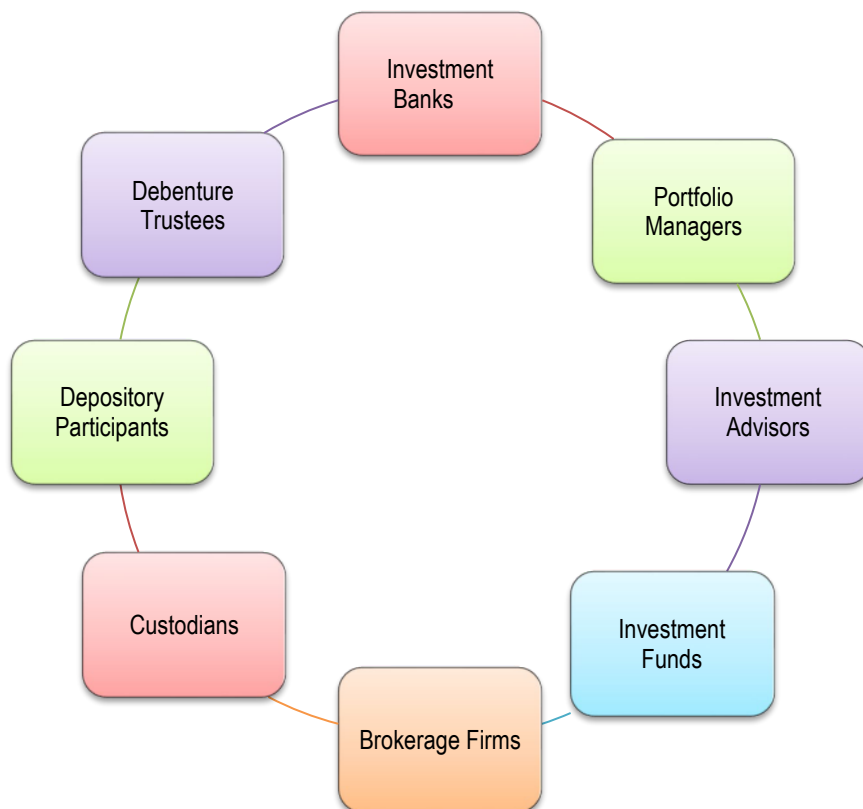 Investment
Banks
Portfolio
Managers
Investment
Advisors
Investment
Funds
Brokerage Firms
Custodians
Depository
Participants
Debenture
Trustees